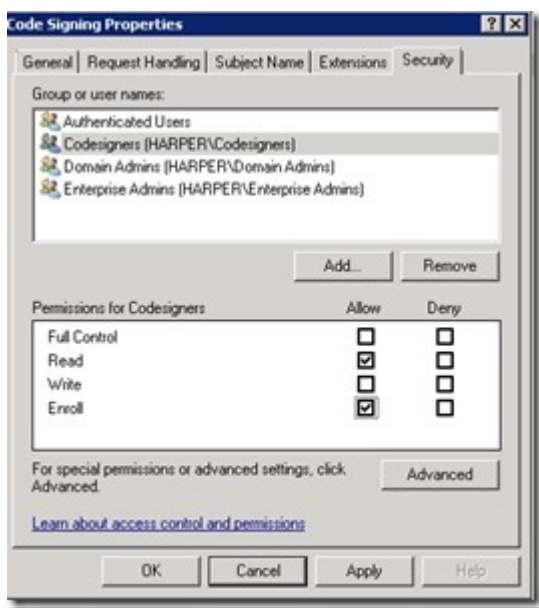 Code Signing Properties
General Request Handling Subject Name Extensions Security
Group or user names:
Authenticated Users
Codesigners (HARPER\Codesigners)
Domain Admins (HARPER\Domain Admins)
Enterprise Admins (HARPER\Enterprise Admins)
Add... Remove
Permissions for Codesigners Allow Deny
Full Control
Read
Write
Enroll
For special permissions or advanced settings, click
Advanced.
Advanced
Learn about access control and permissions
OK Cancel Apply Help